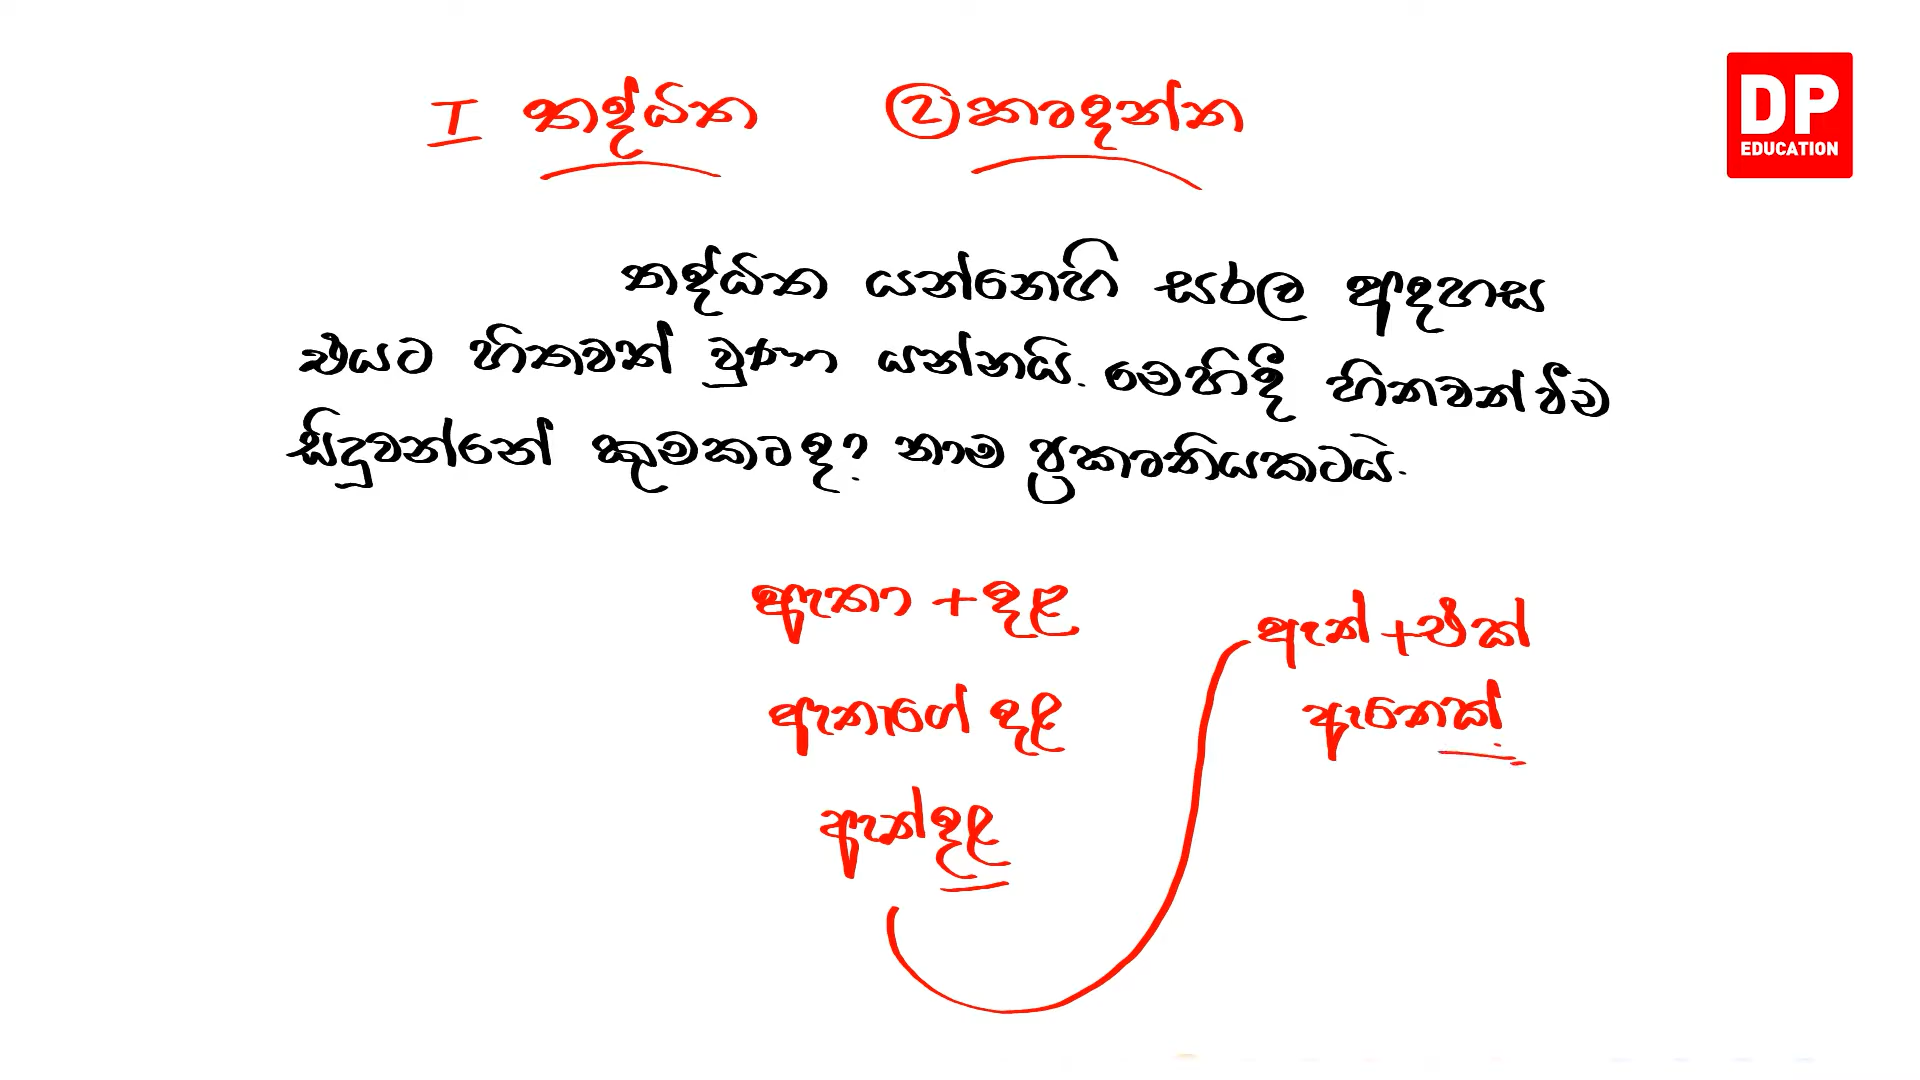 I තද්ධිත ② කෘදන්ත
DP
EDUCATION
තද්ධිත යන්නෙහි සරල අදහස
එයට හිතවත් වුණා යන්නයි. මෙහිදී හිතවත් වීම
සිදුවන්නේ කුමකටද? නාම ප්‍රකෘතියකටයි.
ඇතා + දළ
ඇතාගේ දළ
ඇත්දළ
ඇත් + එක්
ඇතෙක්